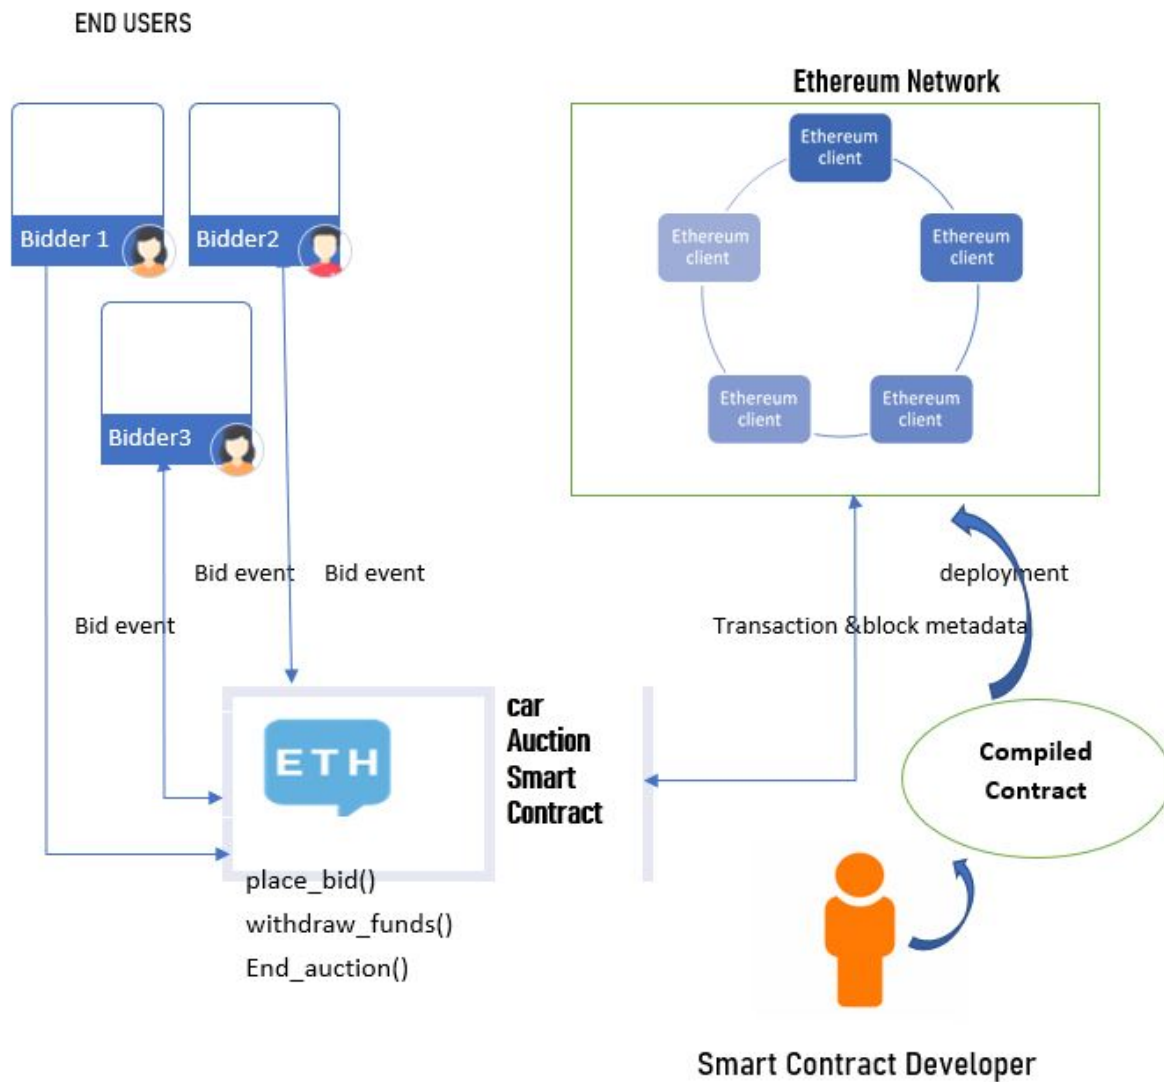 END USERS
Ethereum Network
Bidder 1
Bidder2
Bidder3
Ethereum
client
Ethereum
client
Ethereum
client
Ethereum
client
Ethereum
client
Bid event
Bid event
Bid event
deployment
Transaction &block metadata
ETH
car
Auction
Smart
Contract
place_bid()
withdraw_funds()
End_auction()
Compiled
Contract
Smart Contract Developer